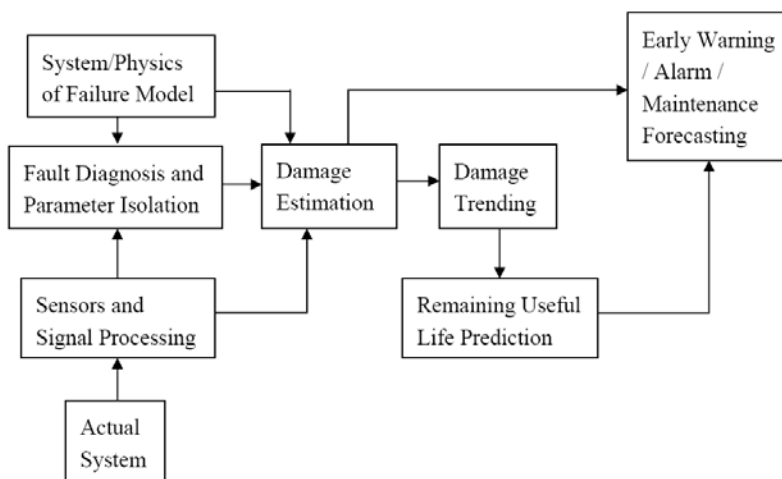 System/Physics
of Failure Model
Early Warning
/ Alarm /
Maintenance
Forecasting
Fault Diagnosis and
Parameter Isolation
Damage
Estimation
Damage
Trending
Sensors and
Signal Processing
Remaining Useful
Life Prediction
Actual
System